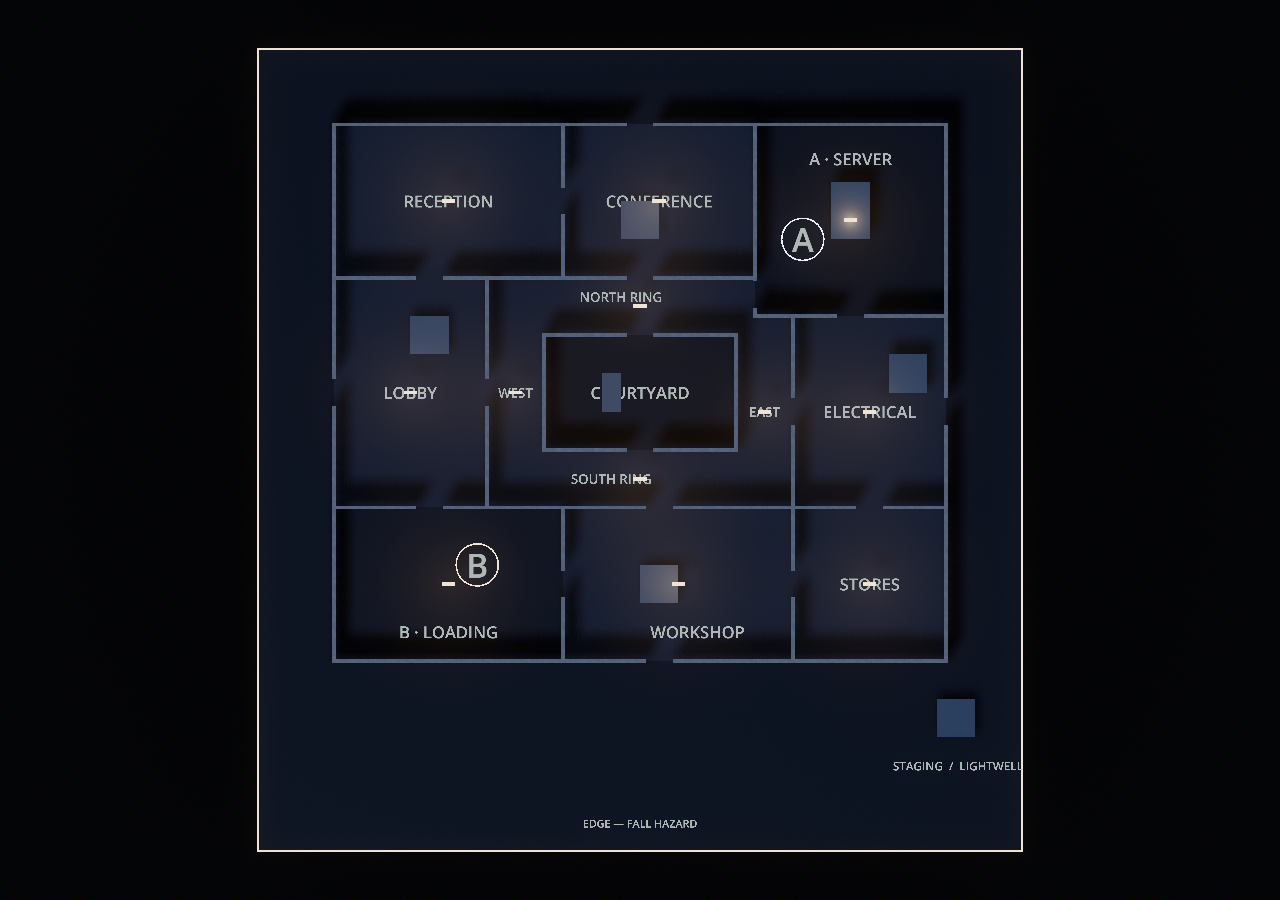 A · SERVER
RECEPTION
CONFERENCE
A
NORTH RING
LOBBY
WEST
COURTYARD
EAST
ELECTRICAL
SOUTH RING
B
STORES
B · LOADING
WORKSHOP
STAGING / LIGHTWELL
EDGE — FALL HAZARD